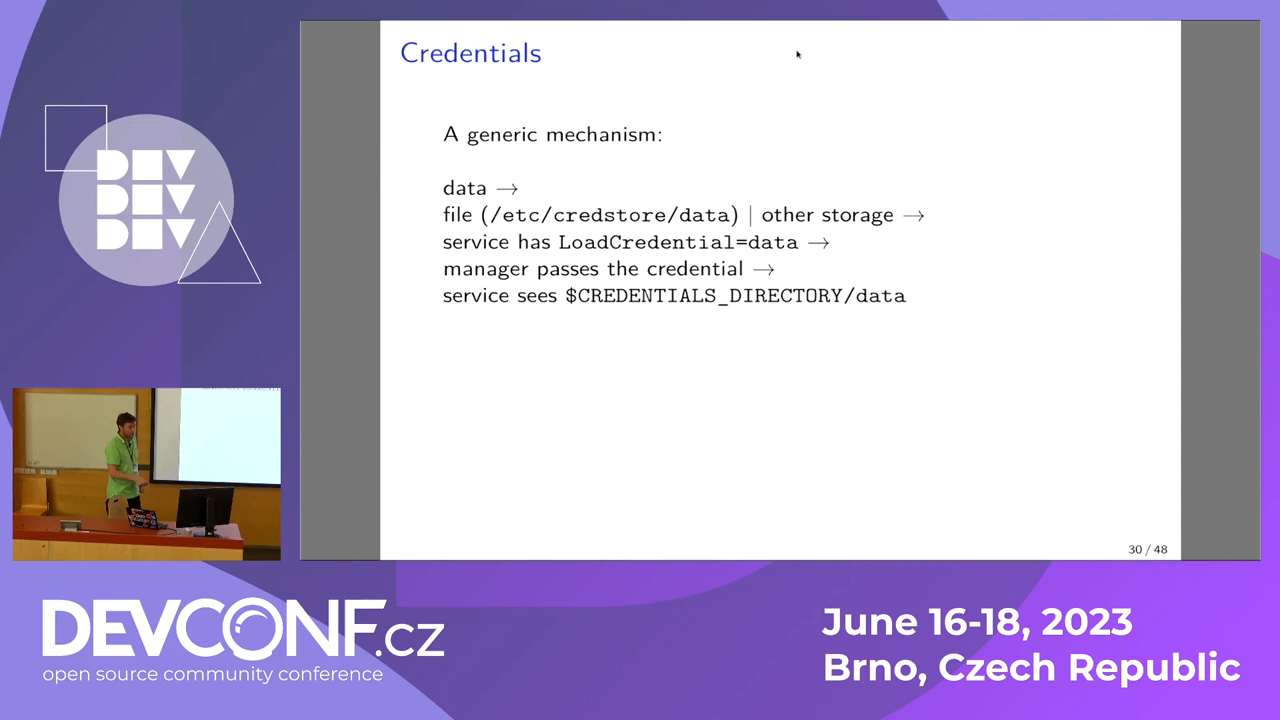 Credentials
A generic mechanism:
data →
file (/etc/credstore/data) | other storage →
service has LoadCredential=data →
manager passes the credential →
service sees $CREDENTIALS_DIRECTORY/data
30 / 48
DEV
DEV
DEV
DEVCONF.cz
open source community conference
June 16-18, 2023
Brno, Czech Republic